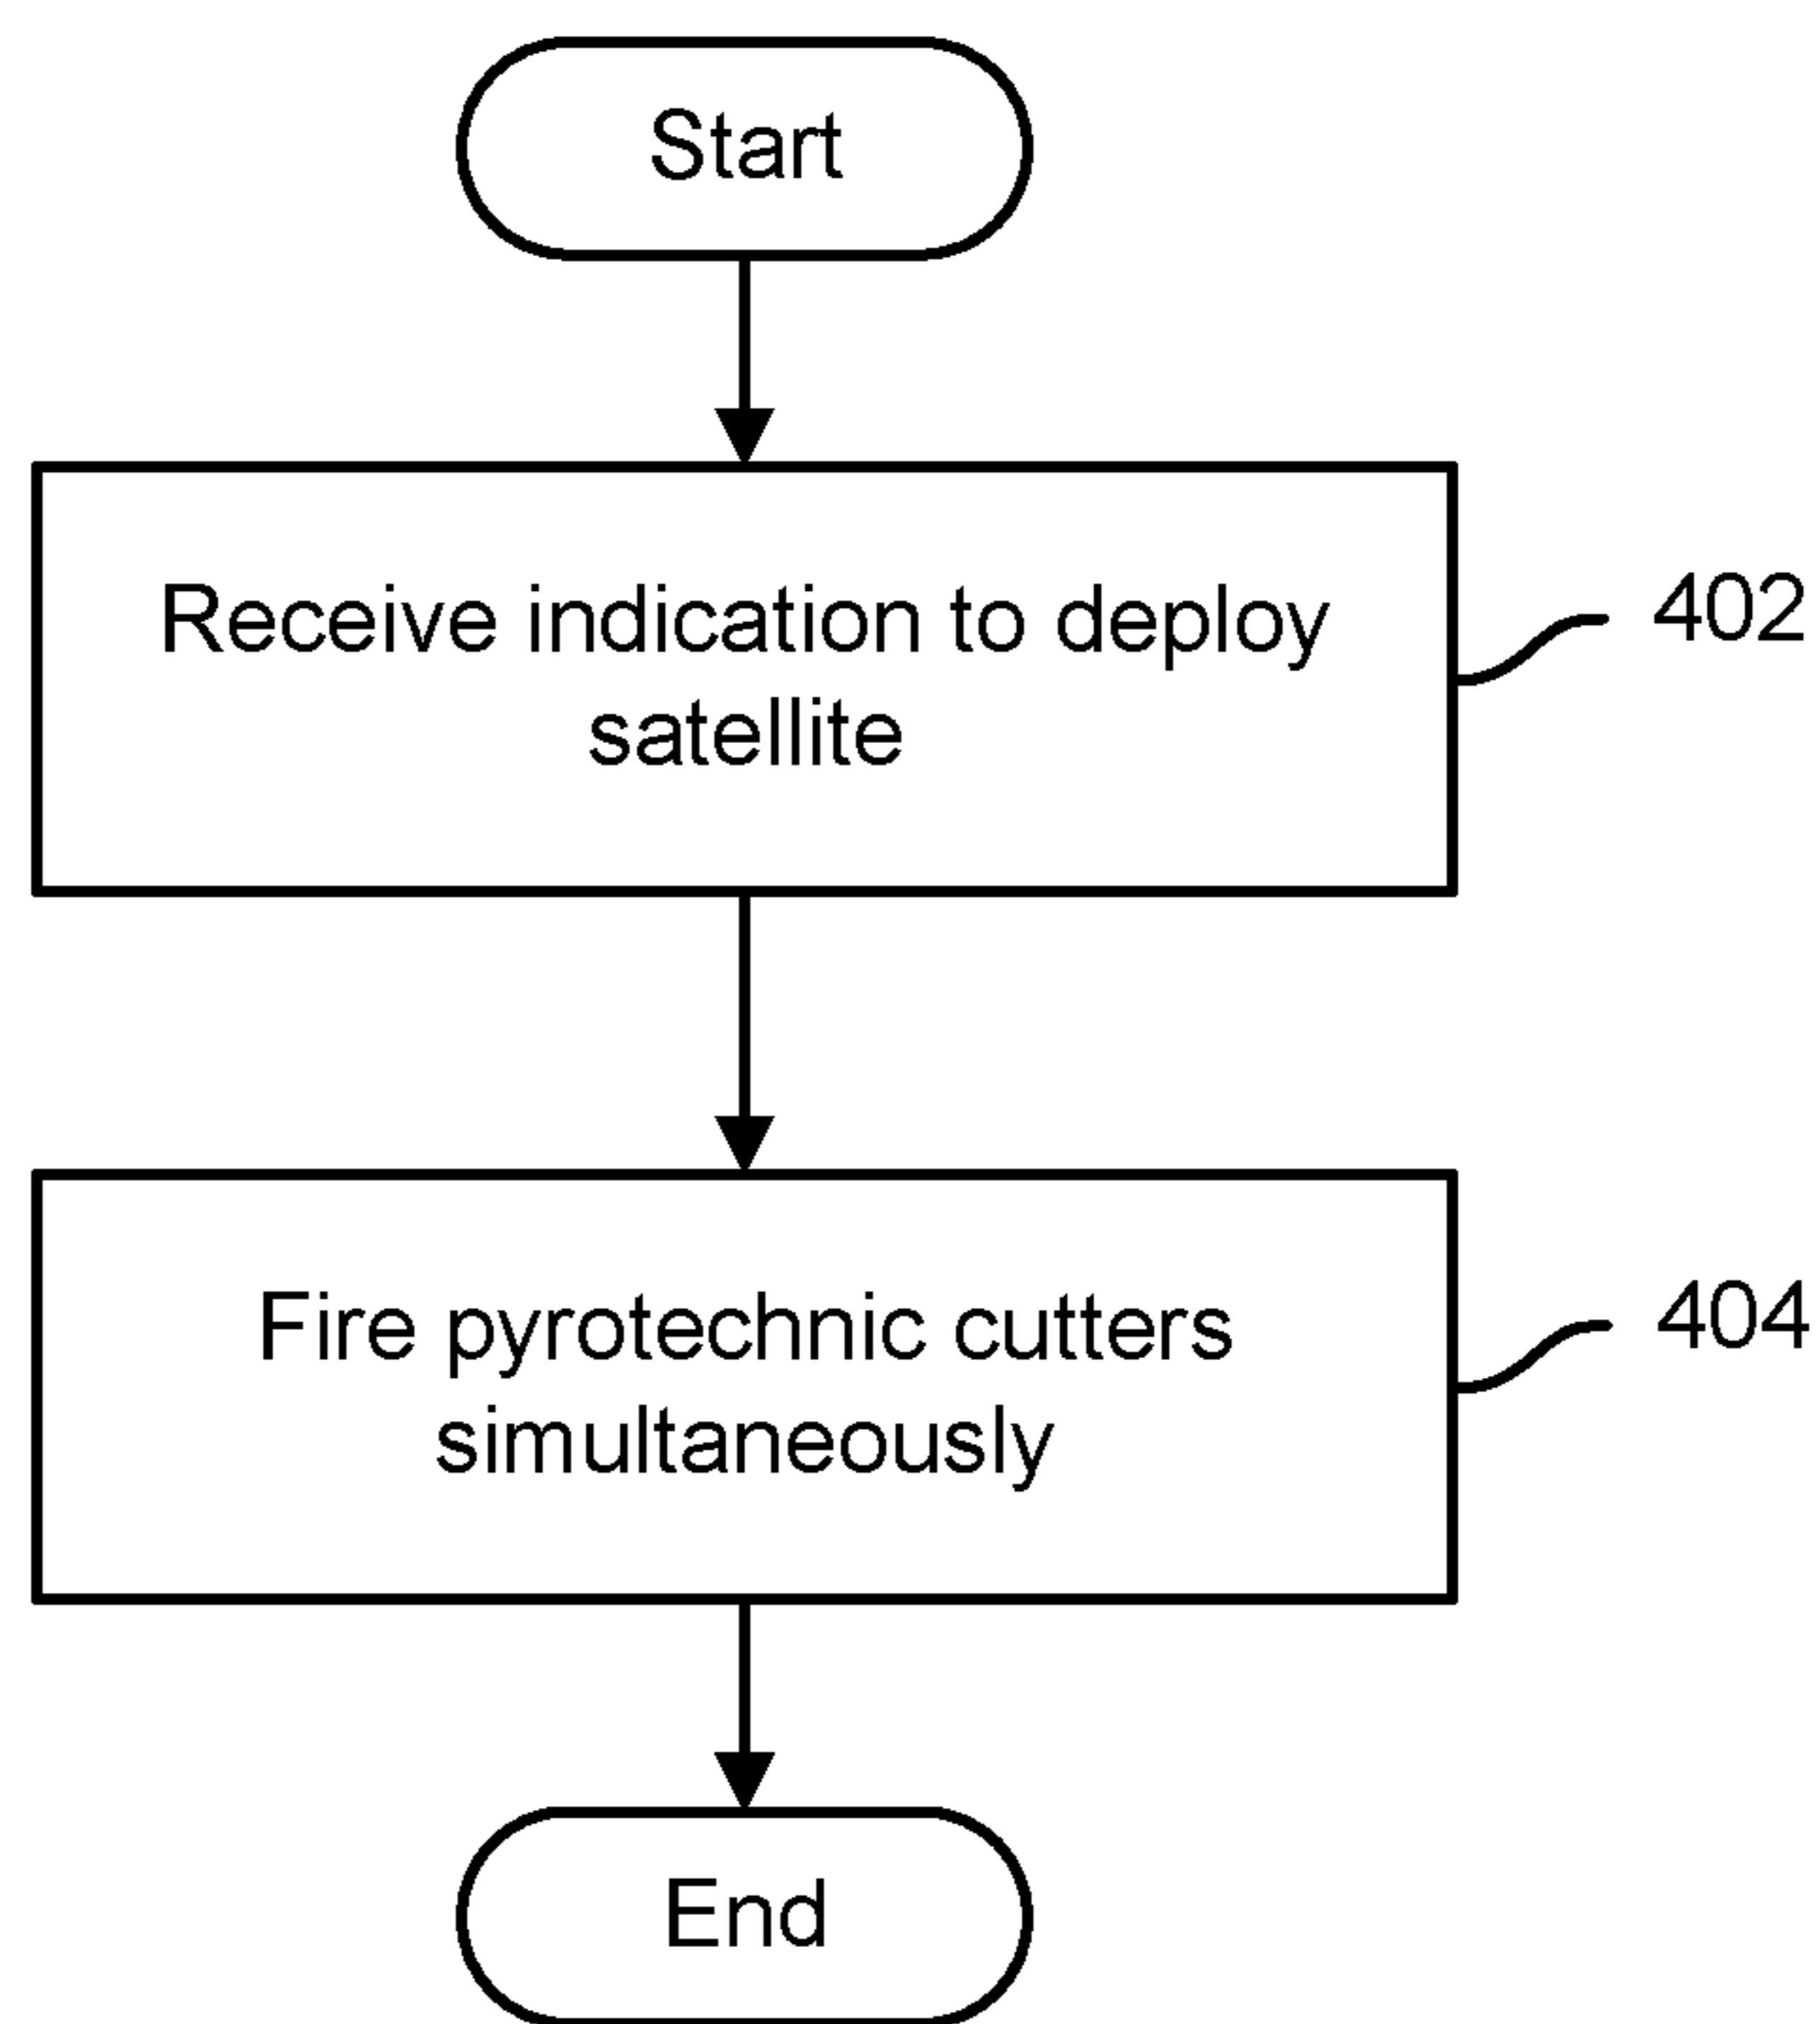 Start
Receive indication to deploy
satellite
402
Fire pyrotechnic cutters
simultaneously
404
End